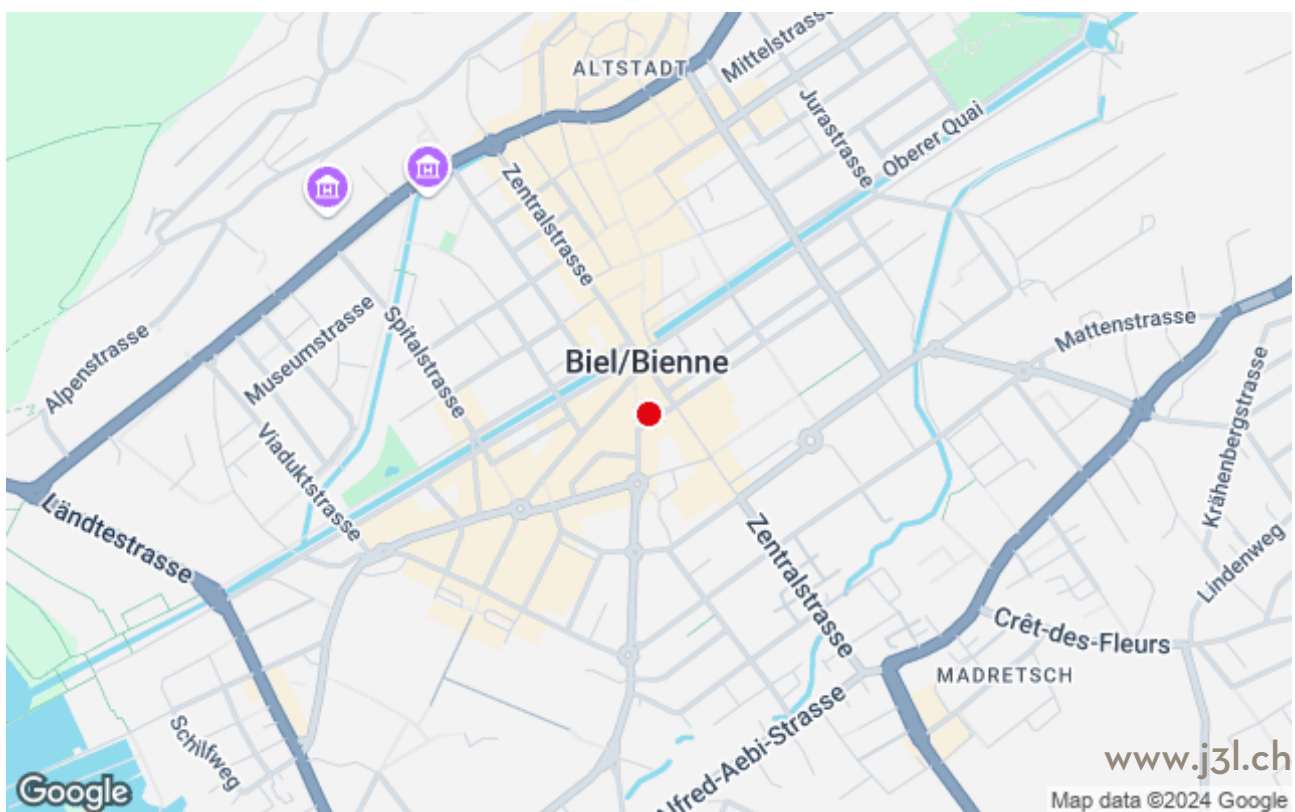 Mittelstrasse
ALTSTADT
Jurastrasse
Oberer Quai
Zentralstrasse
Mattenstrasse
Spitalstrasse
Museumstrasse
Alpenstrasse
Biel/Bienne
Krähenbergstrasse
Viaduktstrasse
Ländtestrasse
Zentralstrasse
Lindenweg
Crêt-des-Fleurs
MADRETSCH
Schilfweg
Alfred-Aebi-Strasse
www.j3l.ch
Google
Map data ©2024 Google